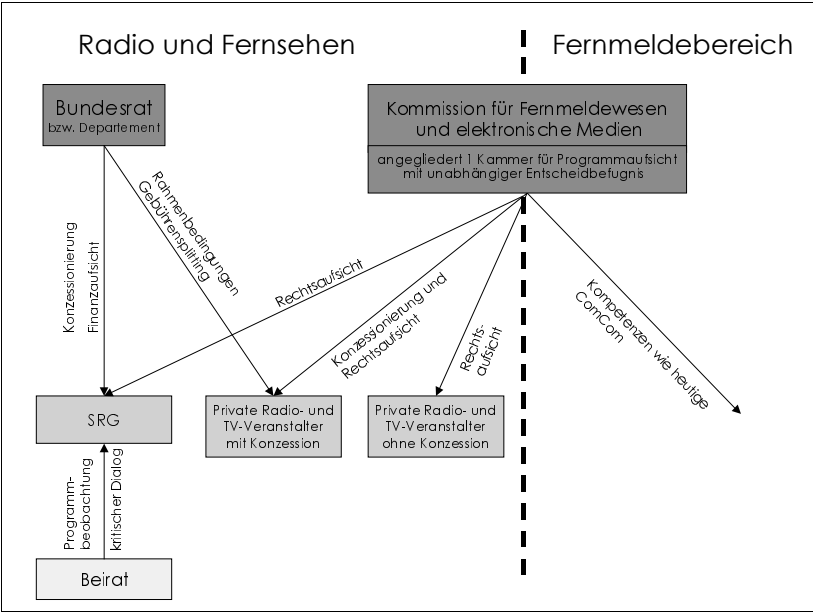 Radio und Fernsehen
Fernmeldebereich
Bundesrat
bzw. Departement
Kommission für Fernmeldewesen
und elektronische Medien
angegliedert 1 Kammer für Programmaufsicht
mit unabhängiger Entscheidbefugnis
Konzessionierung
Finanzaufsicht
Rahmenbedingungen
Gebührensplitting
Rechtsaufsicht
Konzessionierung und
Rechtsaufsicht
Rechts-
aufsicht
Kompetenzen wie heutige
ComCom
SRG
Private Radio- und
TV-Veranstalter
mit Konzession
Private Radio- und
TV-Veranstalter
ohne Konzession
Programm-
beobachtung
kritischer Dialog
Beirat